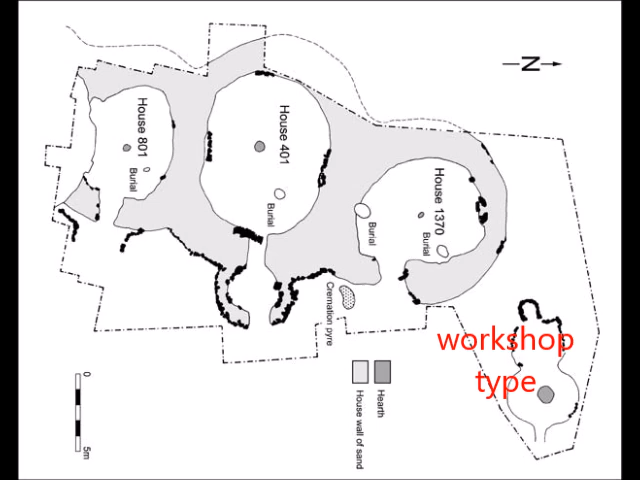 N
House 801
Burial
House 401
Burial
House 1370
Burial
Burial
Cremation pyre
workshop
type
Hearth
House wall of sand
0
5m